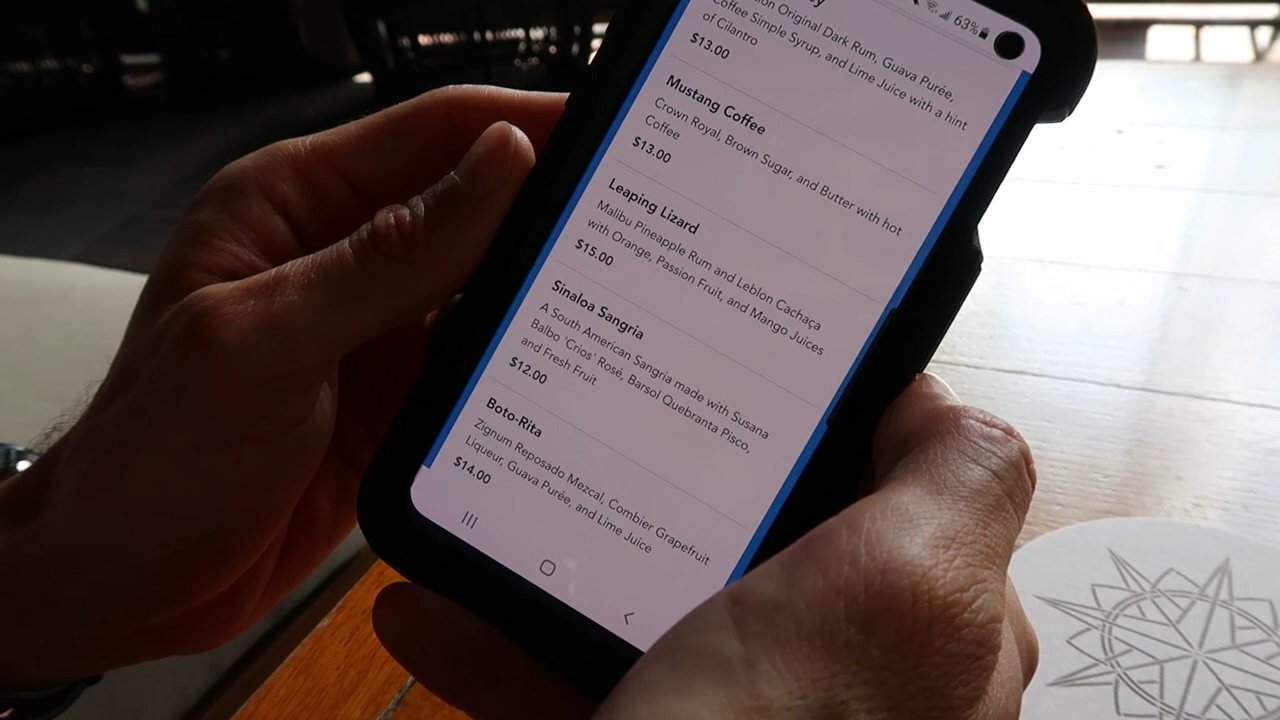 63%
Original Dark Rum, Guava Purée,
Coffee Simple Syrup, and Lime Juice with a hint
of Cilantro
$13.00
Mustang Coffee
Crown Royal, Brown Sugar, and Butter with hot
Coffee
$13.00
Leaping Lizard
Malibu Pineapple Rum and Leblon Cachaça
with Orange, Passion Fruit, and Mango Juices
$15.00
Sinaloa Sangria
A South American Sangria made with Susana
Balbo 'Crios' Rosé, Barsol Quebranta Pisco,
and Fresh Fruit
$12.00
Boto-Rita
Zignum Reposado Mezcal, Combier Grapefruit
Liqueur, Guava Purée, and Lime Juice
$14.00